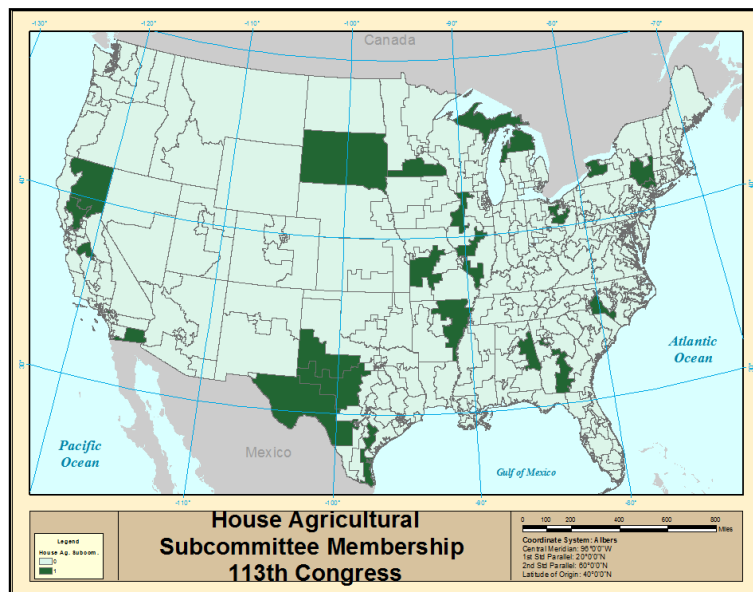 -130°
-120°
-110°
-100°
-90°
-80°
-70°
Canada
40°
40°
30°
30°
Atlantic
Ocean
Pacific
Ocean
Mexico
Gulf of Mexico
-110°
-100°
-90°
-80°
Legend
House Ag. Subcom.
0
1
House Agricultural
Subcommittee Membership
113th Congress
0 100 200 400 600 800
Miles
Coordinate System: Albers
Central Meridian: 96°0'0"W
1st Std Parallel: 20°0'0"N
2nd Std Parallel: 60°0'0"N
Latitude of Origin: 40°0'0"N